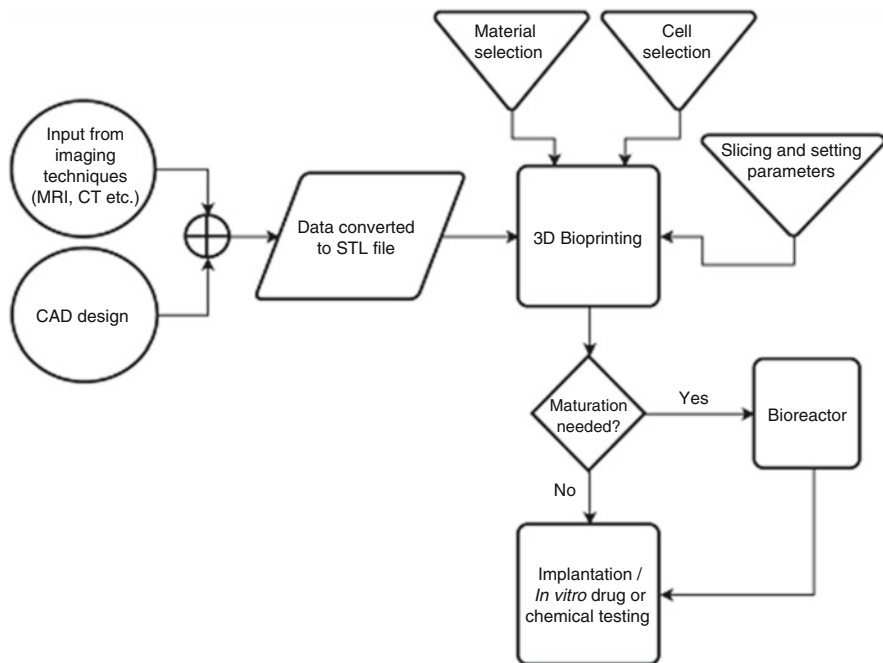 Material
selection
Cell
selection
Input from
imaging
techniques
(MRI, CT etc.)
Slicing and setting
parameters
Data converted
to STL file
3D Bioprinting
CAD design
Maturation
needed?
Yes
Bioreactor
No
Implantation /
In vitro drug or
chemical testing